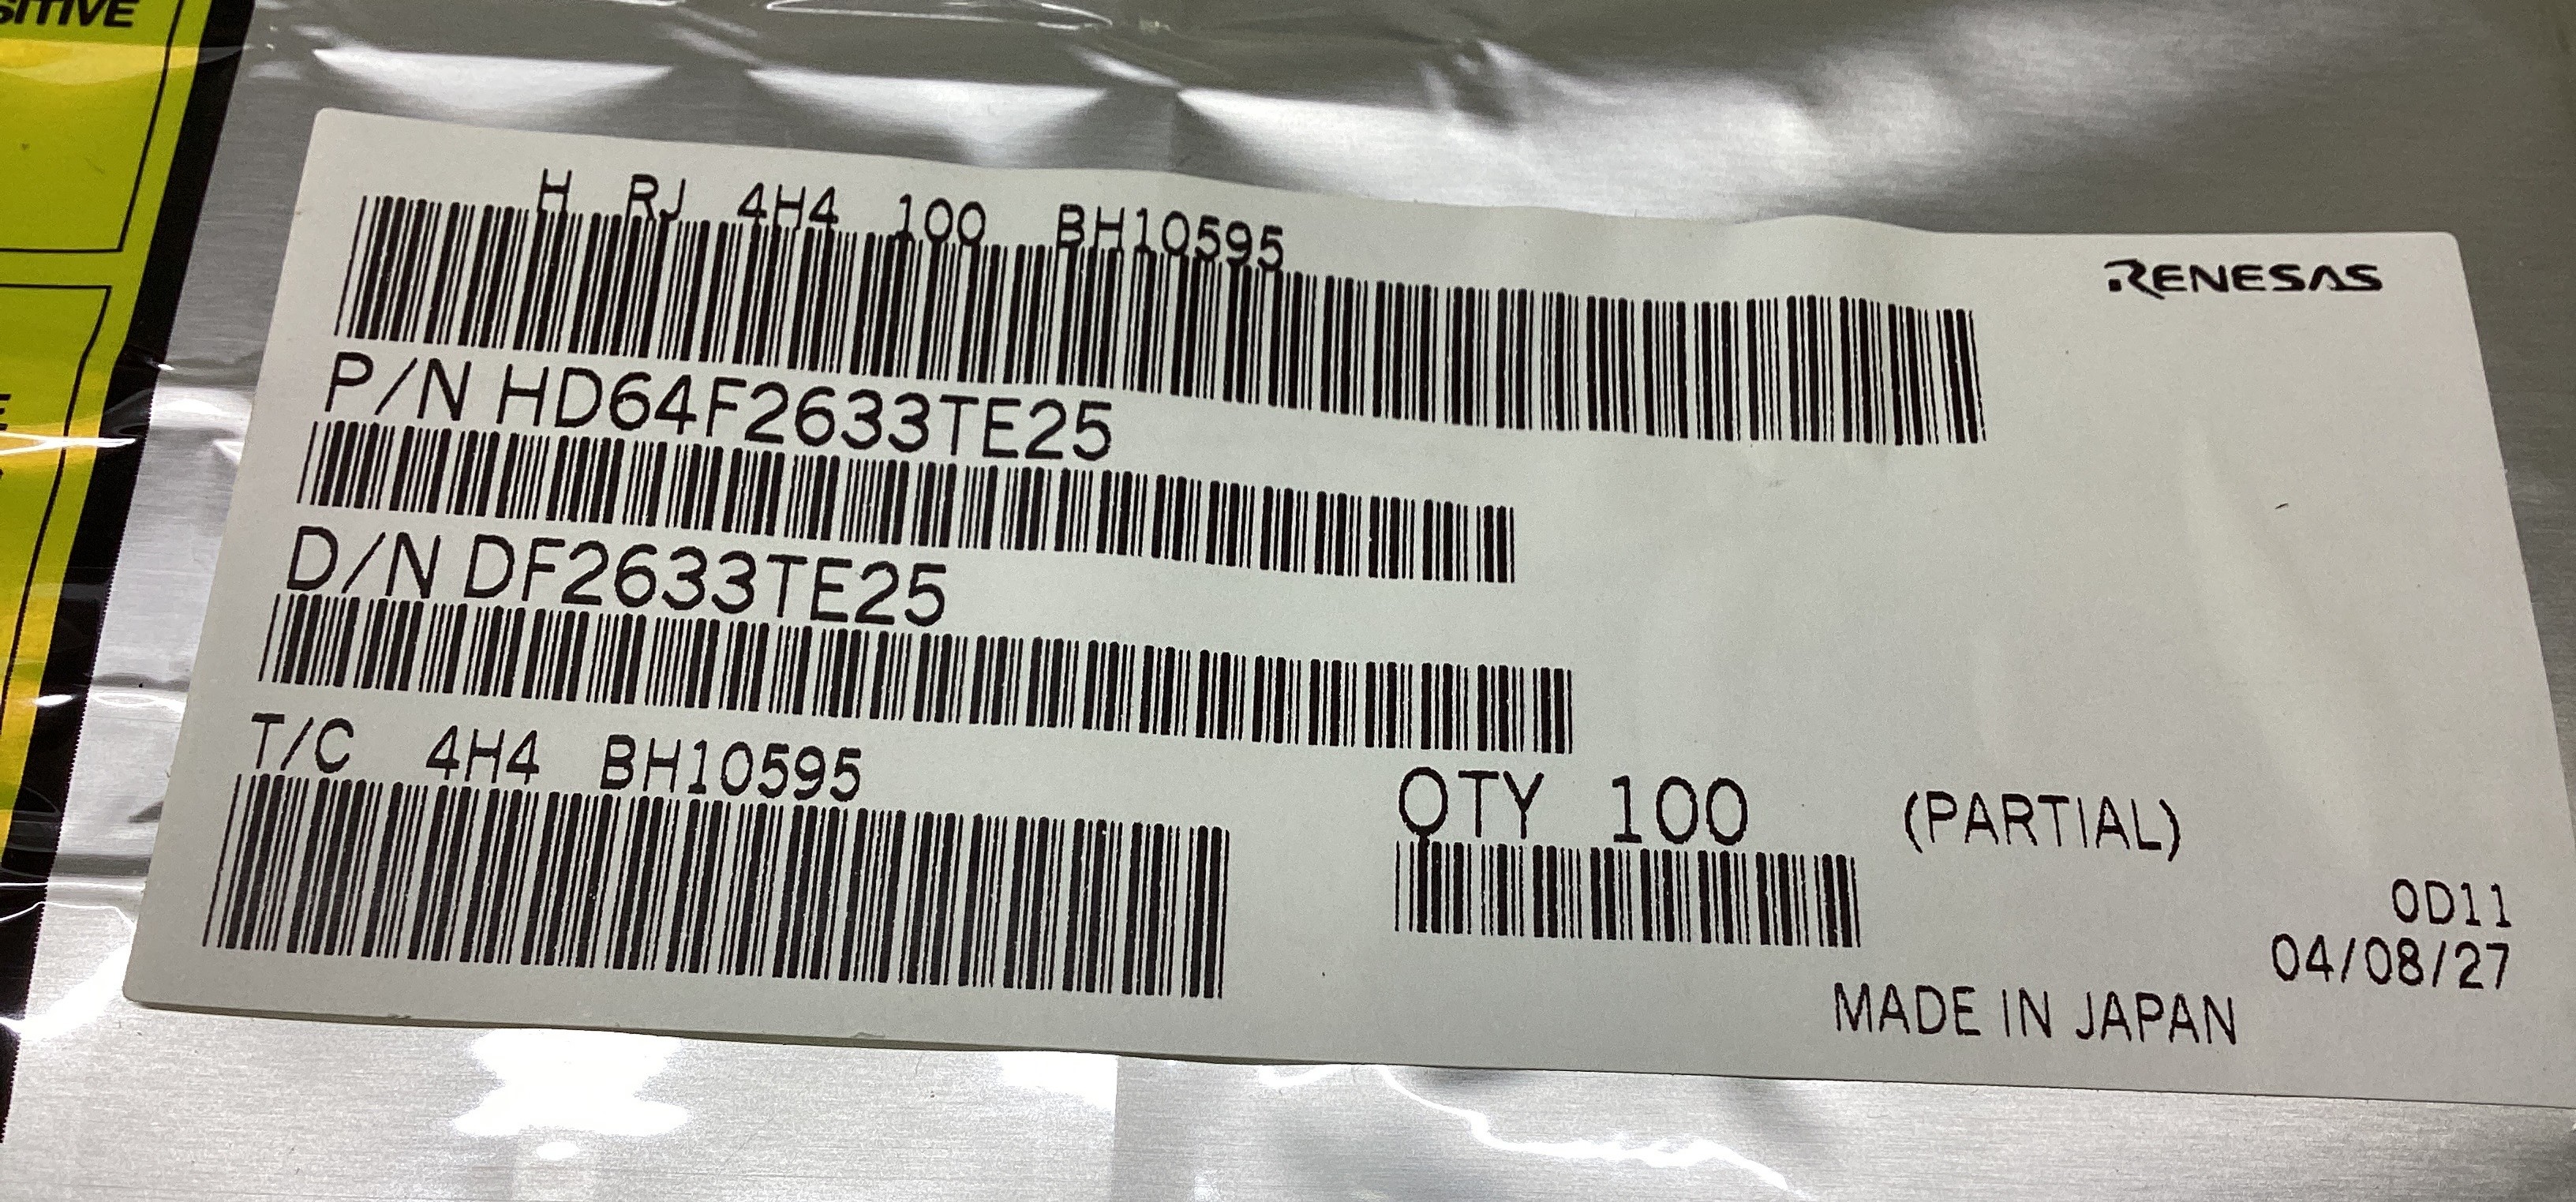 SITIVE
H RJ 4H4 100 BH10595
RENESAS
P/N HD64F2633TE25
D/N DF2633TE25
T/C 4H4 BH10595
QTY 100 (PARTIAL)
0D11
04/08/27
MADE IN JAPAN